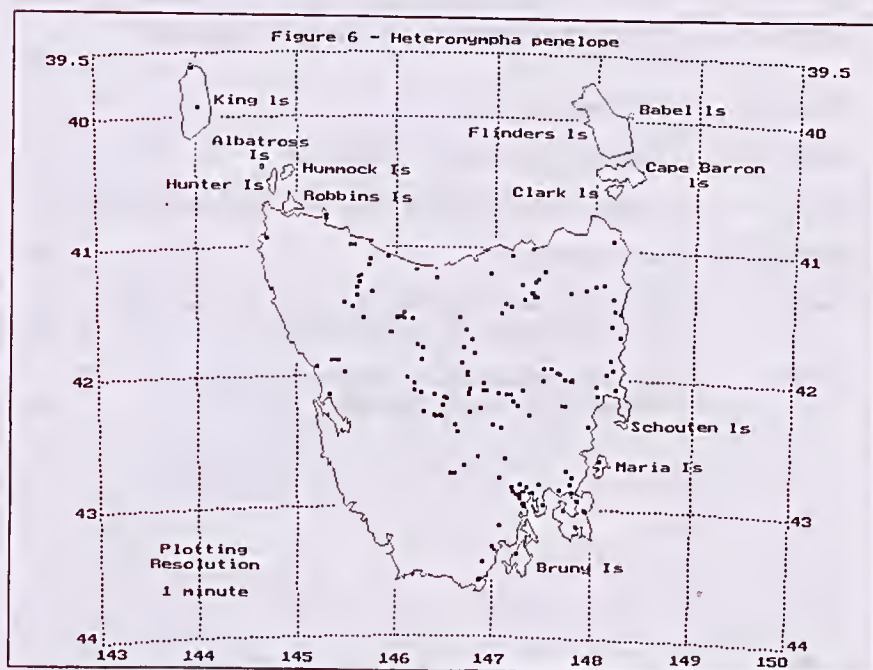 Figure 6 - Heteronympha penelope
39.5
39.5
King Is
Babel Is
40
Flinders Is
40
Albatross
Is
Hummock Is
Cape Barron
Is
Hunter Is
Clark Is
Robbins Is
41
41
42
42
Schouten Is
Maria Is
43
43
Plotting
Resolution
1 minute
Bruny Is
44
44
143
144
145
146
147
148
149
150